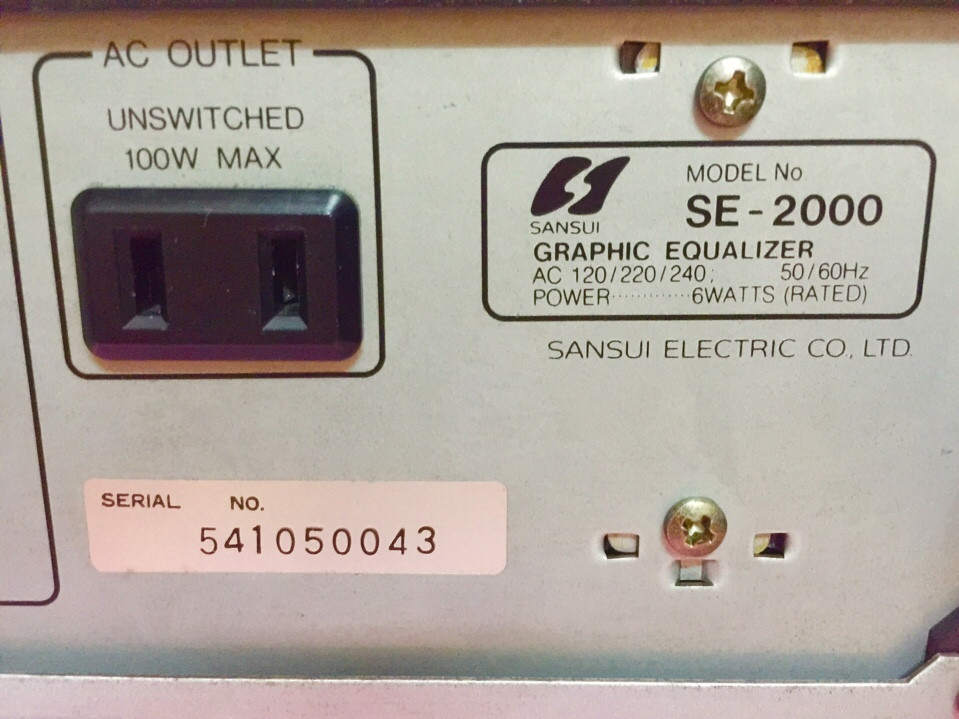 AC OUTLET
UNSWITCHED
100W MAX
SANSUI
MODEL No
SE-2000
GRAPHIC EQUALIZER
AC 120/220/240; 50/60Hz
POWER············6WATTS (RATED)
SANSUI ELECTRIC CO., LTD.
SERIAL NO.
541050043